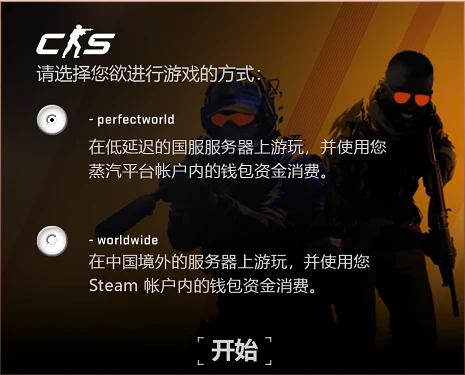 CS
请选择您欲进行游戏的方式：
- perfectworld
在低延迟的国服服务器上游玩，并使用您
蒸汽平台帐户内的钱包资金消费。
- worldwide
在中国境外的服务器上游玩，并使用您
Steam 帐户内的钱包资金消费。
开始